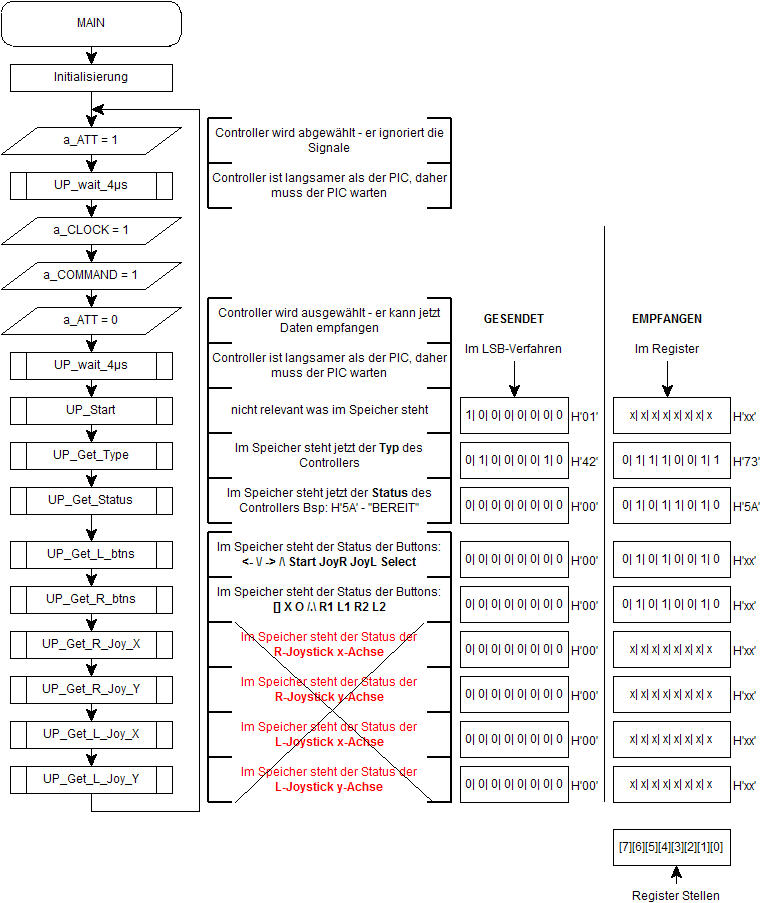 MAIN
Initialisierung
a_ATT = 1
Controller wird abgewählt - er ignoriert die
Signale
UP_wait_4µs
Controller ist langsamer als der PIC, daher
muss der PIC warten
a_CLOCK = 1
a_COMMAND = 1
a_ATT = 0
Controller wird ausgewählt - er kann jetzt
Daten empfangen
GESENDET
EMPFANGEN
Im LSB-Verfahren
Im Register
UP_wait_4µs
Controller ist langsamer als der PIC, daher
muss der PIC warten
UP_Start
nicht relevant was im Speicher steht
1| 0| 0| 0| 0| 0| 0| 0 H'01'
x| x| x| x| x| x| x| x H'xx'
UP_Get_Type
Im Speicher steht jetzt der Typ des
Controllers
0| 1| 0| 0| 0| 0| 1| 0 H'42'
0| 1| 1| 1| 0| 0| 1| 1 H'73'
UP_Get_Status
Im Speicher steht jetzt der Status des
Controllers Bsp: H'5A' - "BEREIT"
0| 0| 0| 0| 0| 0| 0| 0 H'00'
0| 1| 0| 1| 1| 0| 1| 0 H'5A'
UP_Get_L_btns
Im Speicher steht der Status der Buttons:
<- \/ -> /\ Start JoyR JoyL Select
0| 0| 0| 0| 0| 0| 0| 0 H'00'
0| 1| 0| 1| 0| 0| 1| 0 H'xx'
UP_Get_R_btns
Im Speicher steht der Status der Buttons:
[] X O /.\ R1 L1 R2 L2
0| 0| 0| 0| 0| 0| 0| 0 H'00'
0| 1| 0| 1| 0| 0| 1| 0 H'xx'
UP_Get_R_Joy_X
Im Speicher steht der Status der
R-Joystick x-Achse
0| 0| 0| 0| 0| 0| 0| 0 H'00'
x| x| x| x| x| x| x| x H'xx'
UP_Get_R_Joy_Y
Im Speicher steht der Status der
R-Joystick y-Achse
0| 0| 0| 0| 0| 0| 0| 0 H'00'
x| x| x| x| x| x| x| x H'xx'
UP_Get_L_Joy_X
Im Speicher steht der Status der
L-Joystick x-Achse
0| 0| 0| 0| 0| 0| 0| 0 H'00'
x| x| x| x| x| x| x| x H'xx'
UP_Get_L_Joy_Y
Im Speicher steht der Status der
L-Joystick y-Achse
0| 0| 0| 0| 0| 0| 0| 0 H'00'
x| x| x| x| x| x| x| x H'xx'
[7][6][5][4][3][2][1][0]
Register Stellen